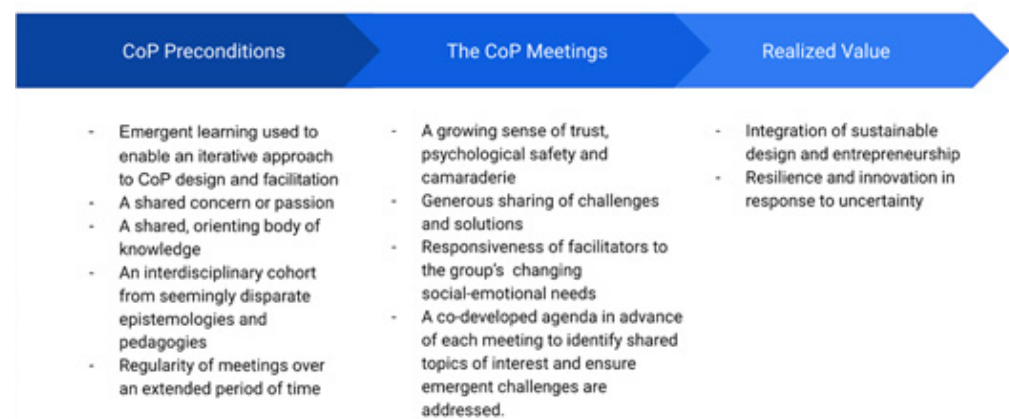 CoP Preconditions
The CoP Meetings
Realized Value
- Emergent learning used to
enable an iterative approach
to CoP design and facilitation
- A shared concern or passion
- A shared, orienting body of
knowledge
- An interdisciplinary cohort
from seemingly disparate
epistemologies and
pedagogies
- Regularity of meetings over
an extended period of time
- A growing sense of trust,
psychological safety and
camaraderie
- Generous sharing of challenges
and solutions
- Responsiveness of facilitators to
the group's changing
social-emotional needs
- A co-developed agenda in advance
of each meeting to identify shared
topics of interest and ensure
emergent challenges are
addressed.
- Integration of sustainable
design and entrepreneurship
- Resilience and innovation in
response to uncertainty